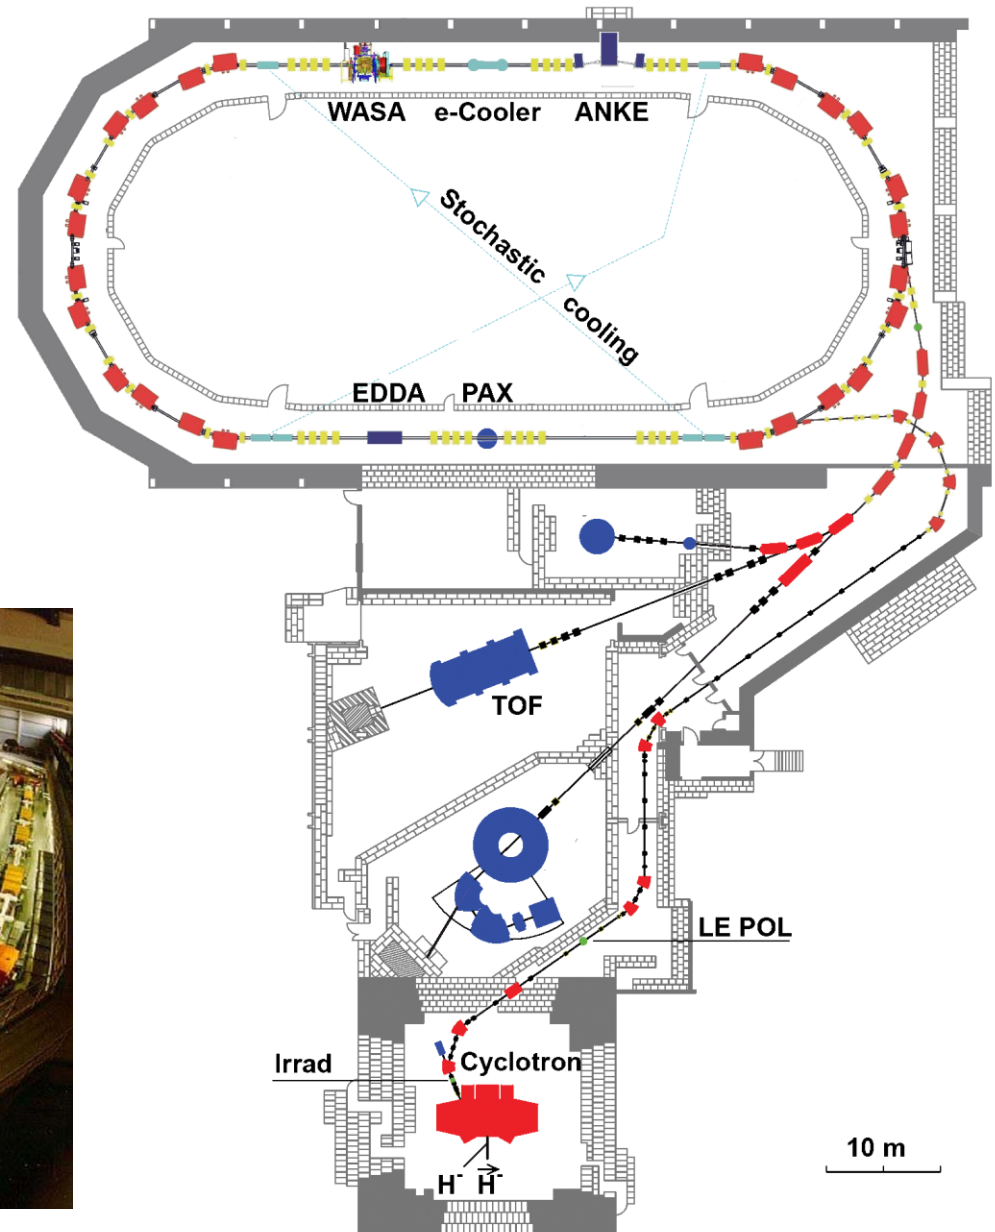 WASA e-Cooler ANKE
Stochastic cooling
EDDA PAX
TOF
LE POL
Irrad
Cyclotron
10 m
H⁻ H⃗⁻